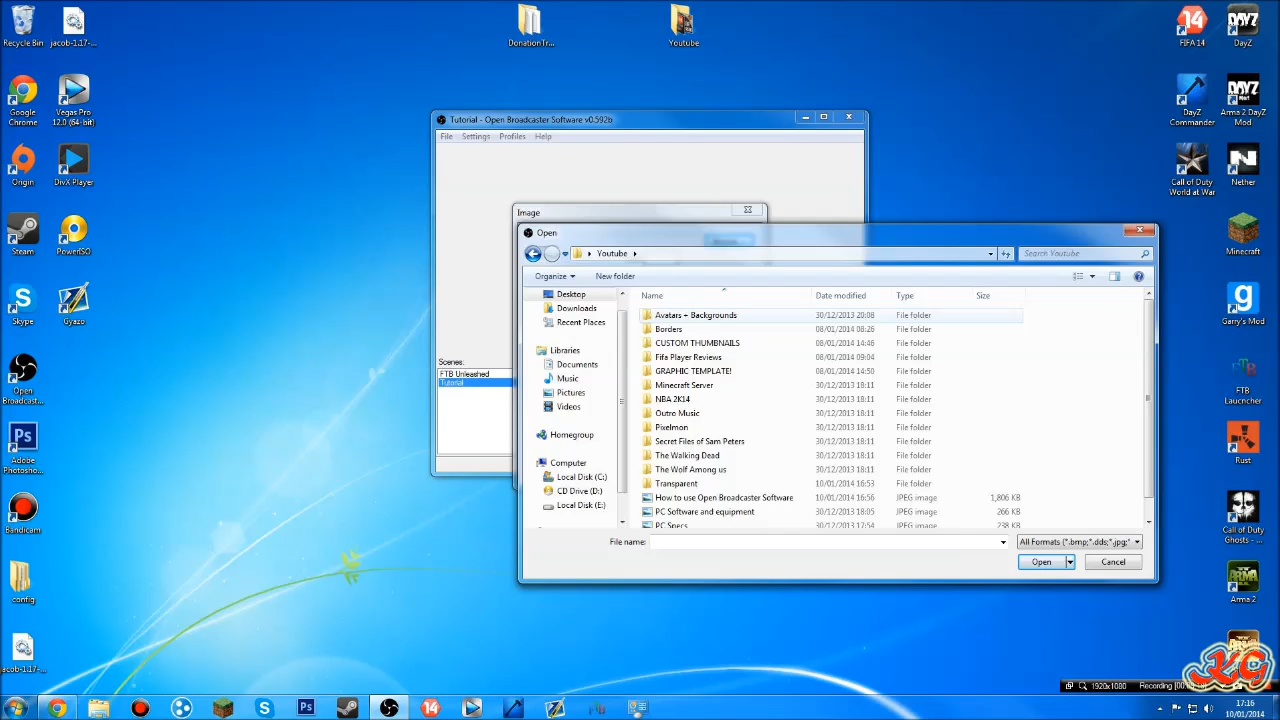 Recycle Bin
jacob-1.17-...
DonationTr...
Youtube
FIFA 14
DayZ
Google Chrome
Vegas Pro 12.0 (64-bit)
DayZ Commander
Arma 2 DayZ Mod
Tutorial - Open Broadcaster Software v0.592b
File Settings Profiles Help
Origin
DivX Player
Call of Duty World at War
Nether
Image
Open
Steam
PowerISO
Minecraft
Youtube
Search Youtube
Organize
New folder
Name
Date modified
Type
Size
Desktop
Downloads
Recent Places
Libraries
Documents
Music
Pictures
Videos
Homegroup
Computer
Local Disk (C:)
CD Drive (D:)
Local Disk (E:)
Avatars + Backgrounds 30/12/2013 20:08 File folder
Borders 08/01/2014 08:26 File folder
CUSTOM THUMBNAILS 08/01/2014 14:46 File folder
Fifa Player Reviews 08/01/2014 09:04 File folder
GRAPHIC TEMPLATE! 08/01/2014 14:50 File folder
Minecraft Server 30/12/2013 18:11 File folder
NBA 2K14 30/12/2013 18:11 File folder
Outro Music 30/12/2013 18:11 File folder
Pixelmon 30/12/2013 18:11 File folder
Secret Files of Sam Peters 30/12/2013 18:11 File folder
The Walking Dead 30/12/2013 18:11 File folder
The Wolf Among us 30/12/2013 18:11 File folder
Transparent 10/01/2014 16:53 File folder
How to use Open Broadcaster Software 10/01/2014 16:56 JPEG image 1,806 KB
PC Software and equipment 30/12/2013 18:05 JPEG image 266 KB
PC Specs 30/12/2013 17:54 JPEG image 238 KB
File name:
All Formats (*.bmp;*.dds;*.jpg;*
Open
Cancel
Scenes:
FTB Unleashed
Tutorial
Skype
Gyazo
Garry's Mod
Open Broadcast...
FTB Launcher
Adobe Photosho...
Rust
Bandicam
Call of Duty Ghosts - ...
config
Arma 2
jacob-1.17-...
KG
1920x1080
Recording
17:16
10/01/2014